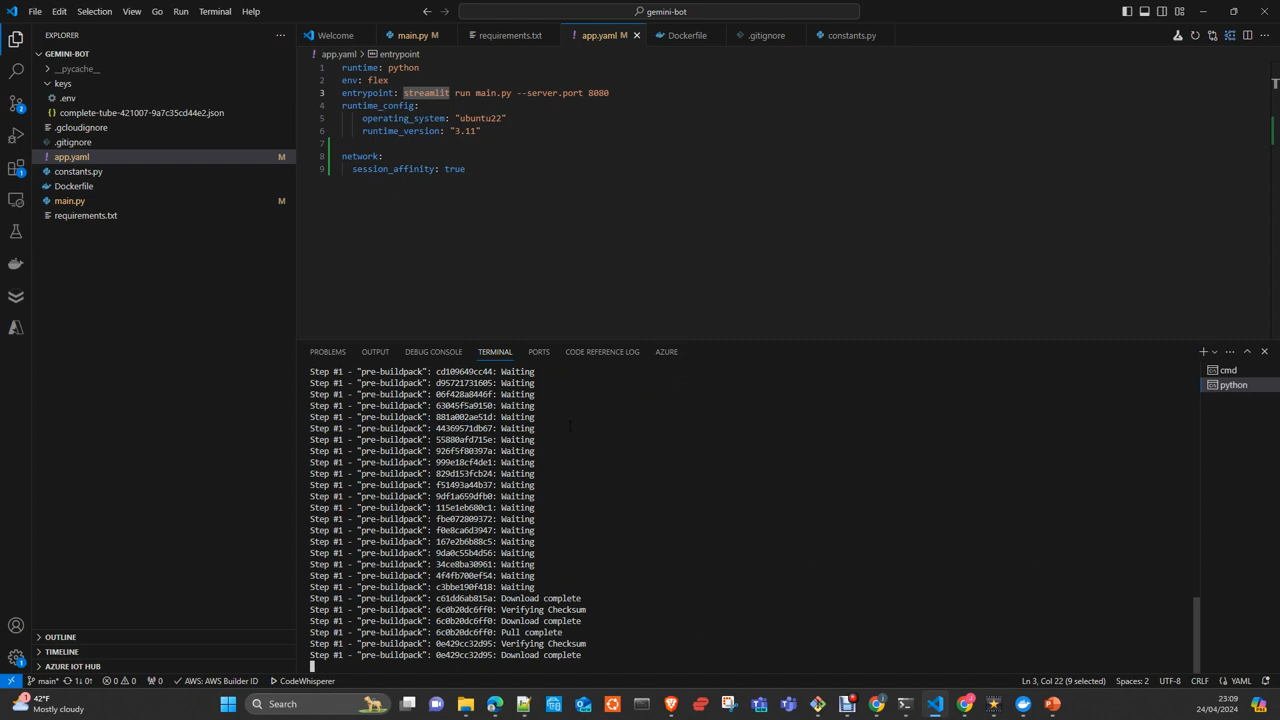 File Edit Selection View Go Run Terminal Help
gemini-bot
EXPLORER
GEMINI-BOT
__pycache__
keys
.env
complete-tube-421007-9a7c35cd44e2.json
.gcloudignore
.gitignore
app.yaml M
constants.py
Dockerfile
main.py M
requirements.txt
OUTLINE
TIMELINE
AZURE IOT HUB
Welcome main.py M requirements.txt app.yaml M Dockerfile .gitignore constants.py
app.yaml > entrypoint
1 runtime: python
2 env: flex
3 entrypoint: streamlit run main.py --server.port 8080
4 runtime_config:
5 operating_system: "ubuntu22"
6 runtime_version: "3.11"
7
8 network:
9 session_affinity: true
PROBLEMS OUTPUT DEBUG CONSOLE TERMINAL PORTS CODE REFERENCE LOG AZURE
cmd
python
Step #1 - "pre-buildpack": cd109649cc44: Waiting
Step #1 - "pre-buildpack": d95721731605: Waiting
Step #1 - "pre-buildpack": 06f428a8446f: Waiting
Step #1 - "pre-buildpack": 63045f5a9150: Waiting
Step #1 - "pre-buildpack": 881a002ae51d: Waiting
Step #1 - "pre-buildpack": 44369571db67: Waiting
Step #1 - "pre-buildpack": 55880afd715e: Waiting
Step #1 - "pre-buildpack": 926f5f80397a: Waiting
Step #1 - "pre-buildpack": 999e18cf4de1: Waiting
Step #1 - "pre-buildpack": 829d153fcb24: Waiting
Step #1 - "pre-buildpack": f51493a44b37: Waiting
Step #1 - "pre-buildpack": 9df1a659dfb0: Waiting
Step #1 - "pre-buildpack": 115e1eb680c1: Waiting
Step #1 - "pre-buildpack": fbe072809372: Waiting
Step #1 - "pre-buildpack": f0e8ca6d3947: Waiting
Step #1 - "pre-buildpack": 167e2b6b88c5: Waiting
Step #1 - "pre-buildpack": 9da0c55b4d56: Waiting
Step #1 - "pre-buildpack": 34ce8ba30961: Waiting
Step #1 - "pre-buildpack": 4f4fb700ef54: Waiting
Step #1 - "pre-buildpack": c3bbe190f418: Waiting
Step #1 - "pre-buildpack": c61dd6ab815a: Download complete
Step #1 - "pre-buildpack": 6c0b20dc6ff0: Verifying Checksum
Step #1 - "pre-buildpack": 6c0b20dc6ff0: Download complete
Step #1 - "pre-buildpack": 6c0b20dc6ff0: Pull complete
Step #1 - "pre-buildpack": 0e429cc32d95: Verifying Checksum
Step #1 - "pre-buildpack": 0e429cc32d95: Download complete
main* 1↓ 0↑ 0 0 0 AWS: AWS Builder ID CodeWhisperer Ln 3, Col 22 (9 selected) Spaces: 2 UTF-8 CRLF YAML
42°F
Mostly cloudy
Search
23:09
24/04/2024